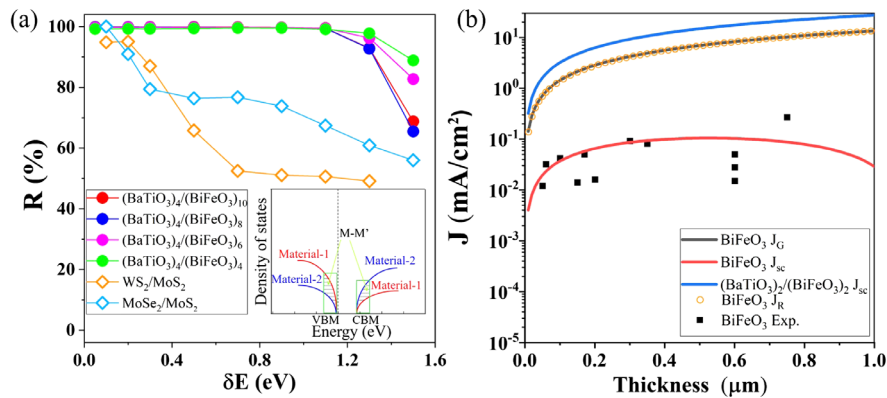 (a)
R (%)
100
80
60
40
20
0
(BaTiO₃)₄/(BiFeO₃)₁₀
(BaTiO₃)₄/(BiFeO₃)₈
(BaTiO₃)₄/(BiFeO₃)₆
(BaTiO₃)₄/(BiFeO₃)₄
WS₂/MoS₂
MoSe₂/MoS₂
Density of states
M-M'
Material-1
Material-2
Material-2
Material-1
VBM
CBM
Energy (eV)
0.0 0.4 0.8 1.2 1.6
δE (eV)
(b)
J (mA/cm²)
10¹
10⁰
10⁻¹
10⁻²
10⁻³
10⁻⁴
10⁻⁵
BiFeO₃ J_G
BiFeO₃ J_sc
(BaTiO₃)₂/(BiFeO₃)₂ J_sc
BiFeO₃ J_R
BiFeO₃ Exp.
0.0 0.2 0.4 0.6 0.8 1.0
Thickness (μm)